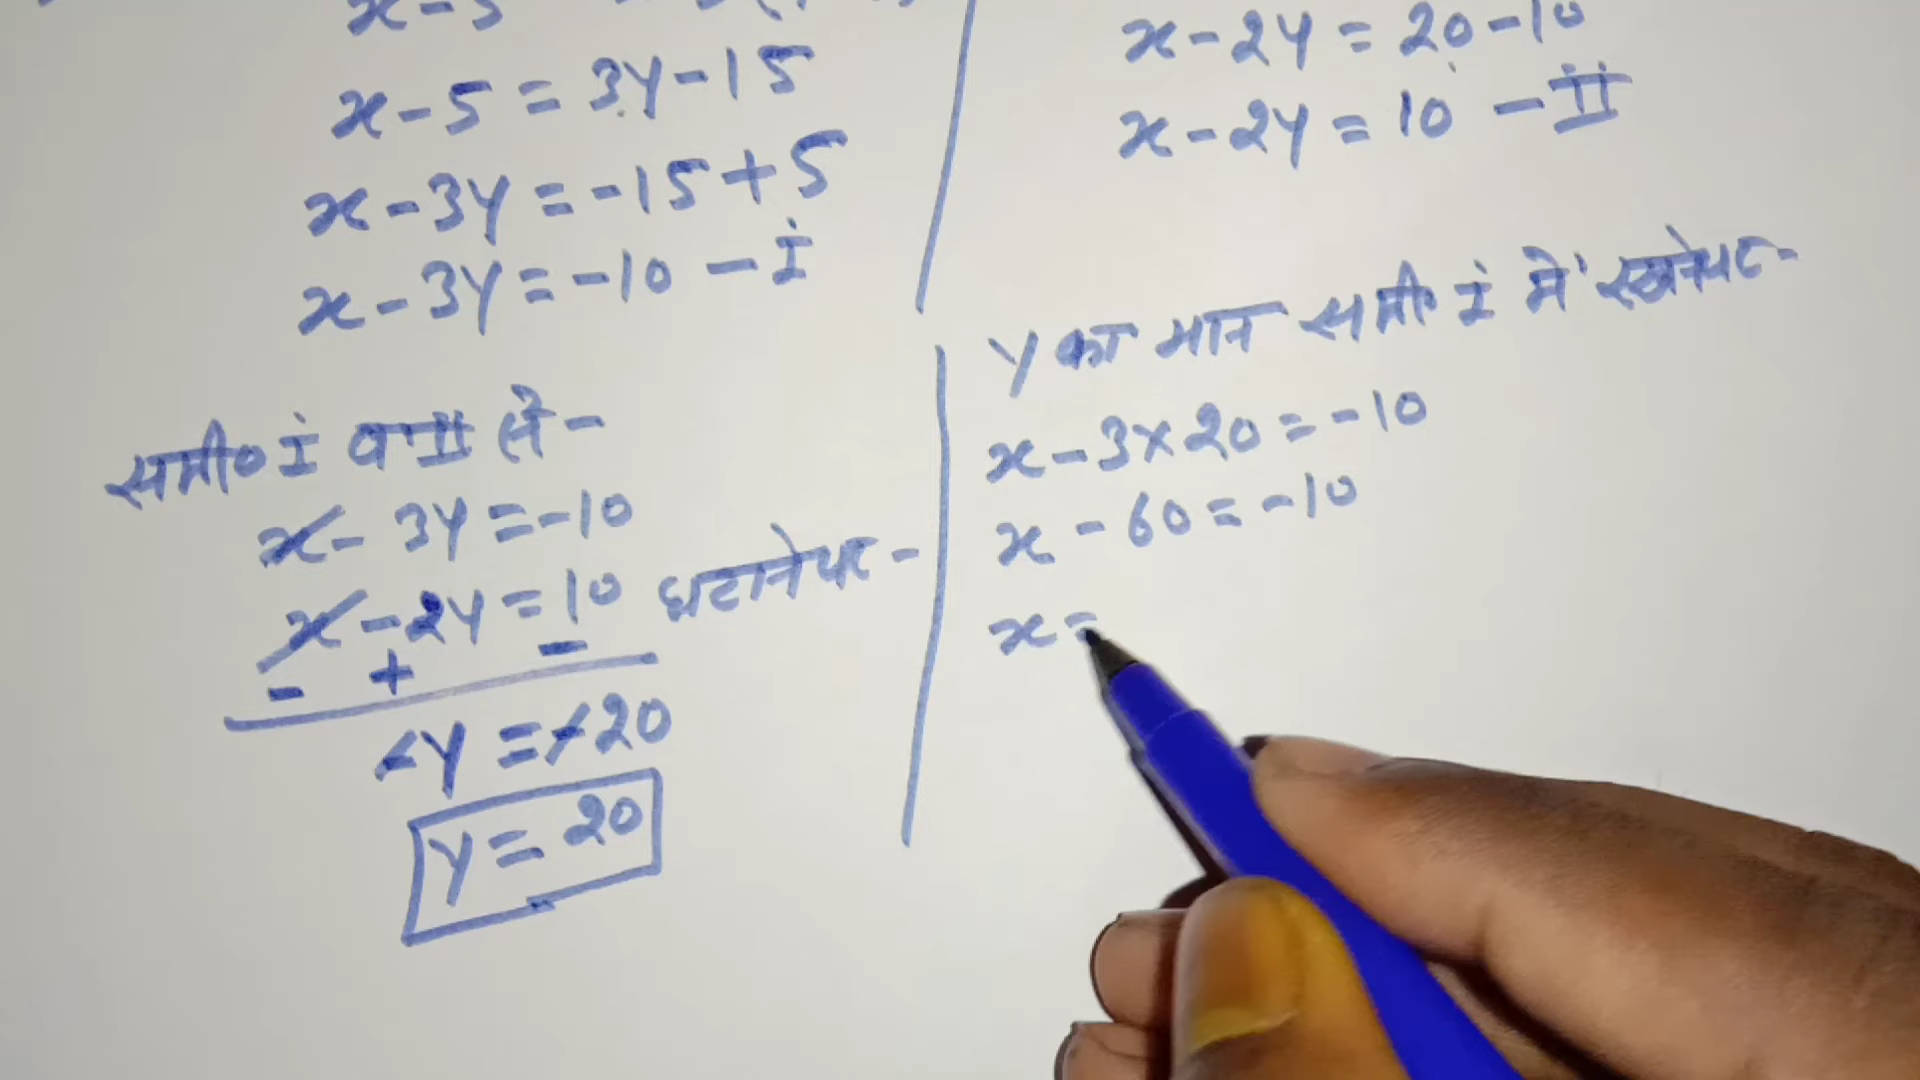 x - 5
x - 5 = 3y - 15
x - 3y = -15 + 5
x - 3y = -10 - I
समी० I व II से -
x - 3y = -10
x - 2y = 10 घटाने पर -
- + -
-y = -20
y = 20
x - 2y = 20 - 10
x - 2y = 10 - II
y का मान समी० I में रखने पर -
x - 3 × 20 = -10
x - 60 = -10
x =